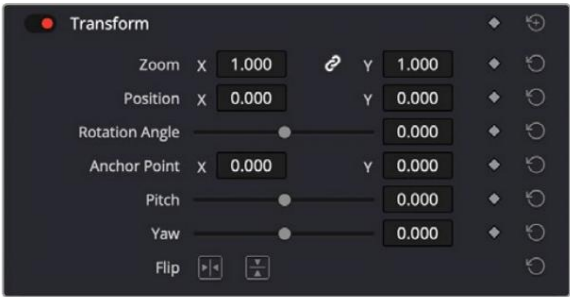 Transform
Zoom X 1.000 Y 1.000
Position X 0.000 Y 0.000
Rotation Angle 0.000
Anchor Point X 0.000 Y 0.000
Pitch 0.000
Yaw 0.000
Flip